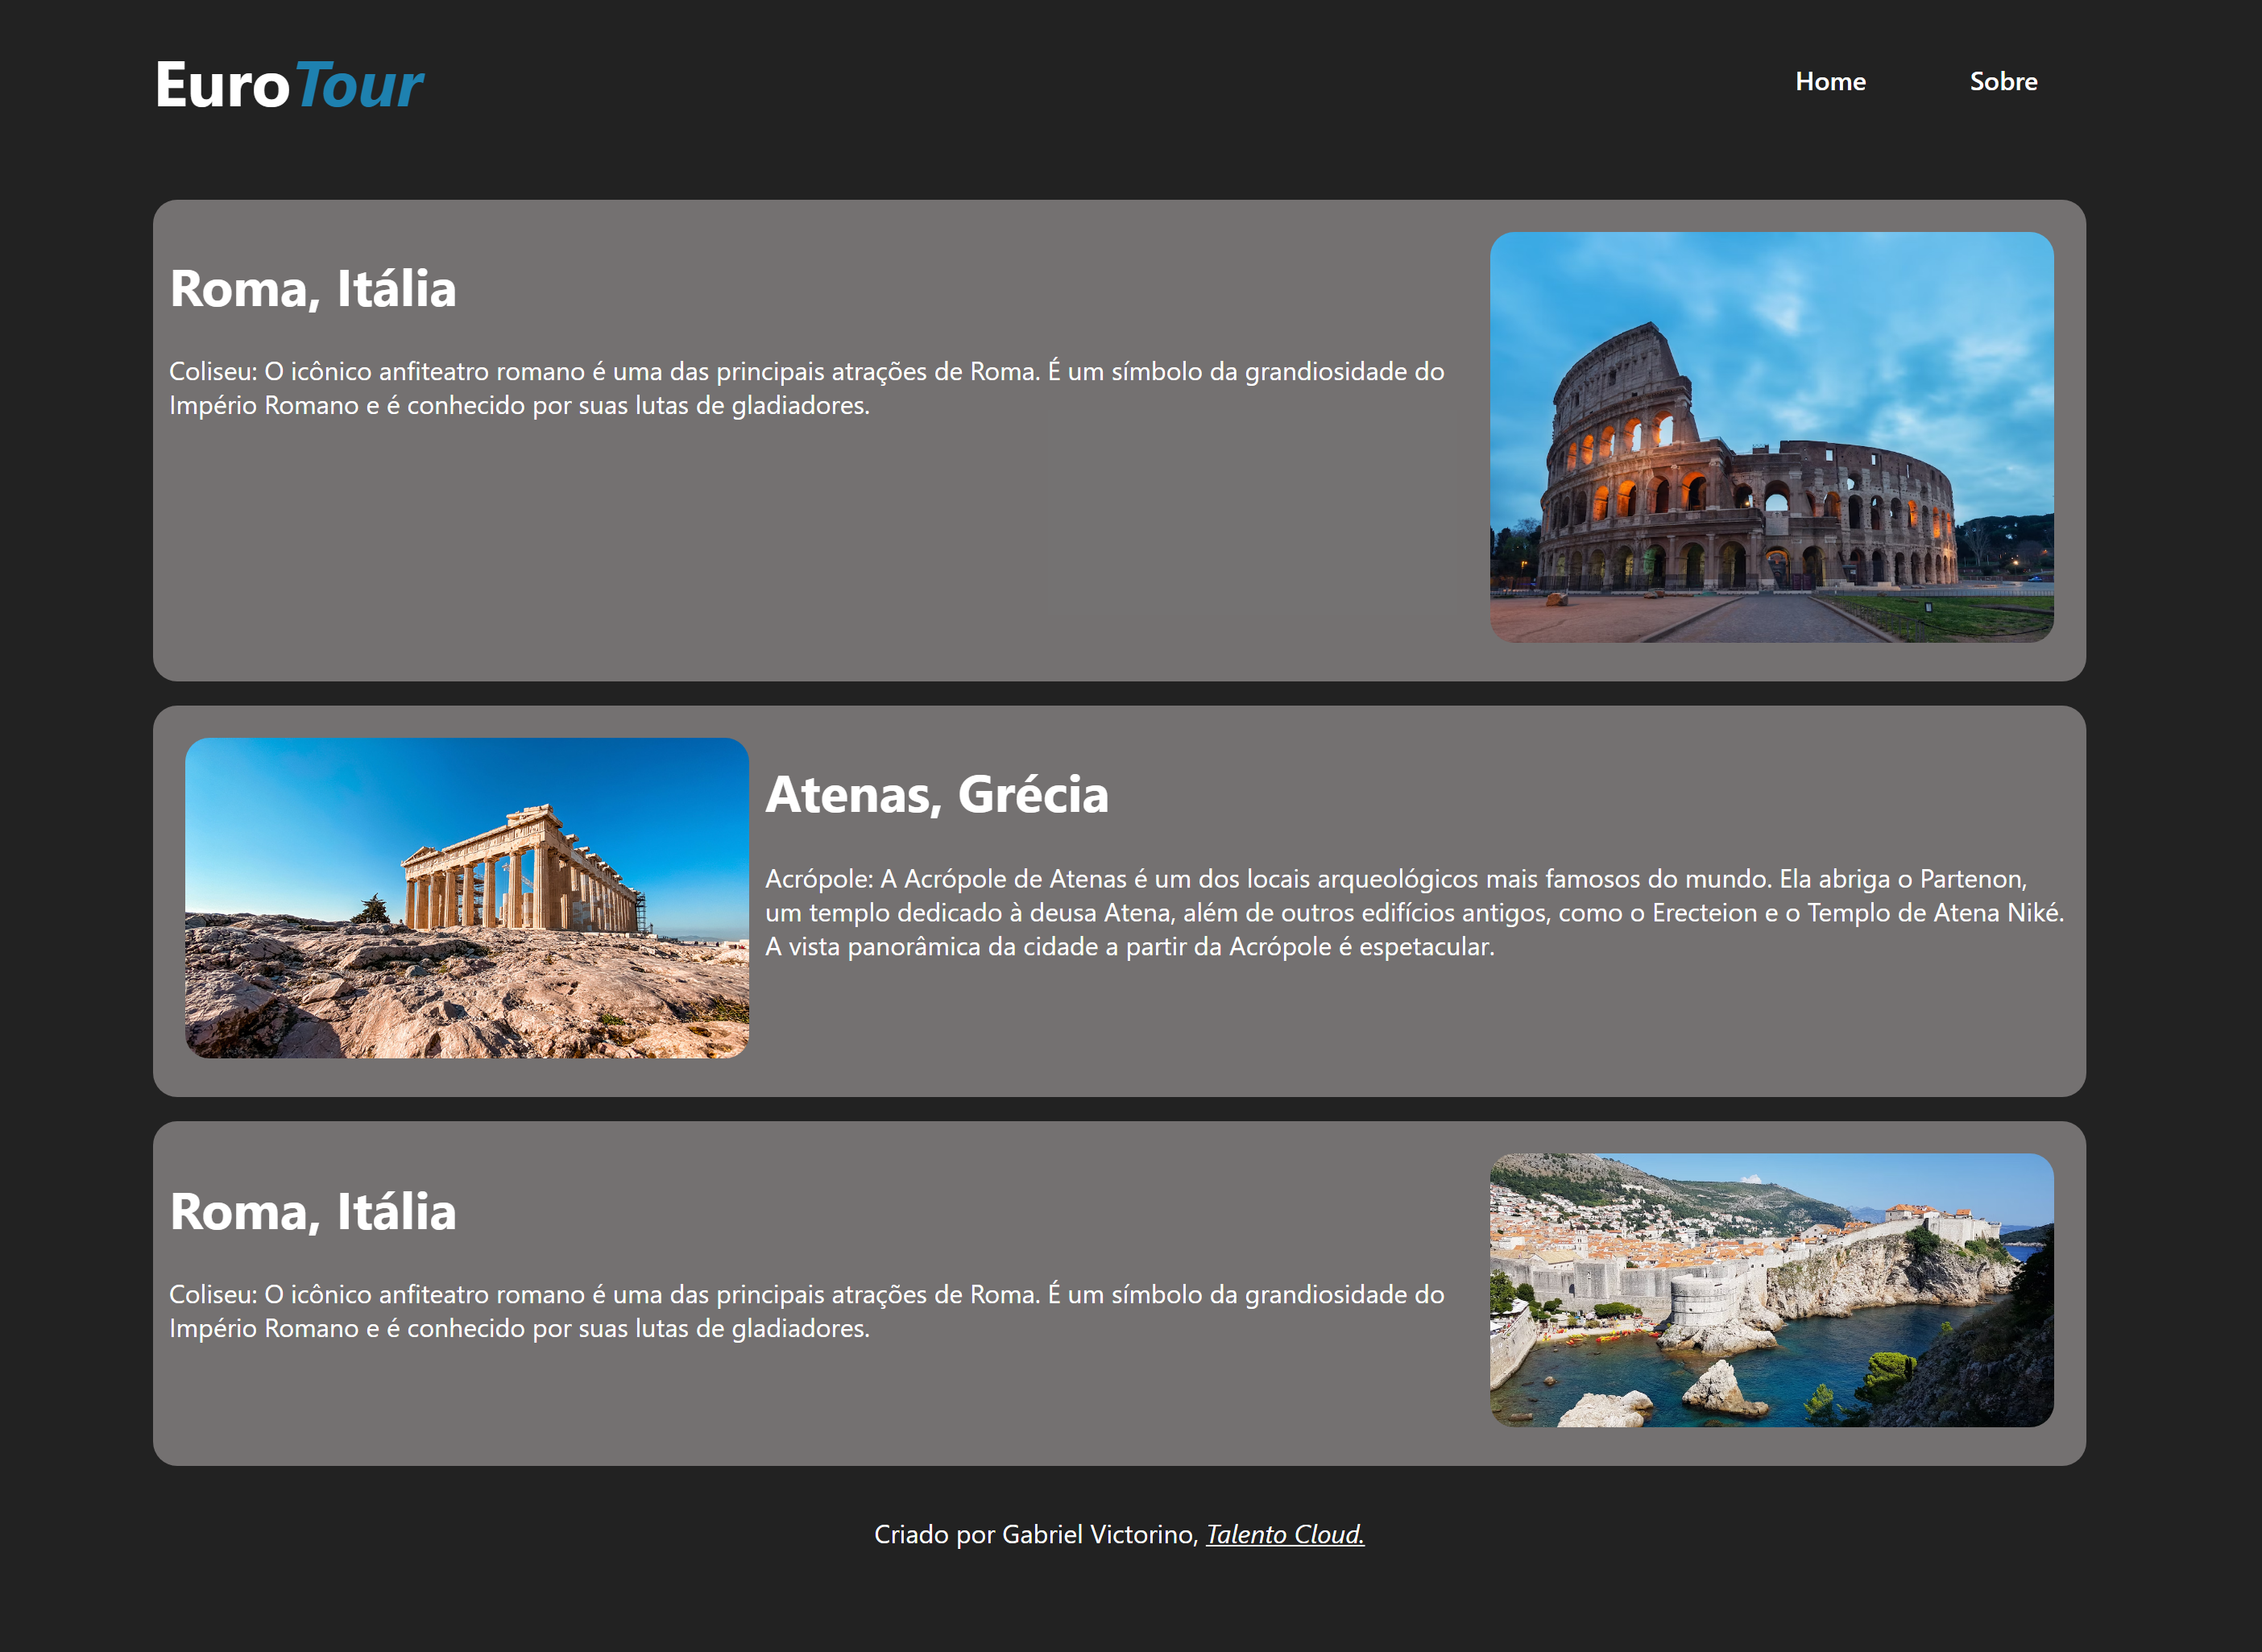 EuroTour
Home
Sobre
Roma, Itália
Coliseu: O icônico anfiteatro romano é uma das principais atrações de Roma. É um símbolo da grandiosidade do
Império Romano e é conhecido por suas lutas de gladiadores.
Atenas, Grécia
Acrópole: A Acrópole de Atenas é um dos locais arqueológicos mais famosos do mundo. Ela abriga o Partenon,
um templo dedicado à deusa Atena, além de outros edifícios antigos, como o Erecteion e o Templo de Atena Niké.
A vista panorâmica da cidade a partir da Acrópole é espetacular.
Roma, Itália
Coliseu: O icônico anfiteatro romano é uma das principais atrações de Roma. É um símbolo da grandiosidade do
Império Romano e é conhecido por suas lutas de gladiadores.
Criado por Gabriel Victorino, Talento Cloud.